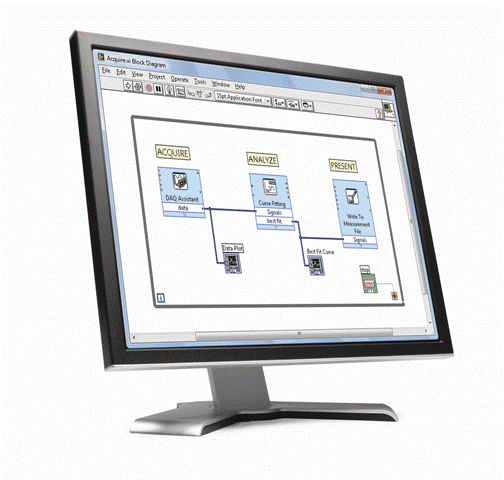 Acquire.vi Block Diagram
File Edit View Project Operate Tools Window Help
15pt Application Font
ACQUIRE
ANALYZE
PRESENT
DAQ Assistant
data
Curve Fitting
Signals
best fit
Write To
Measurement
File
Signals
Data Plot
Best Fit Curve
stop
i